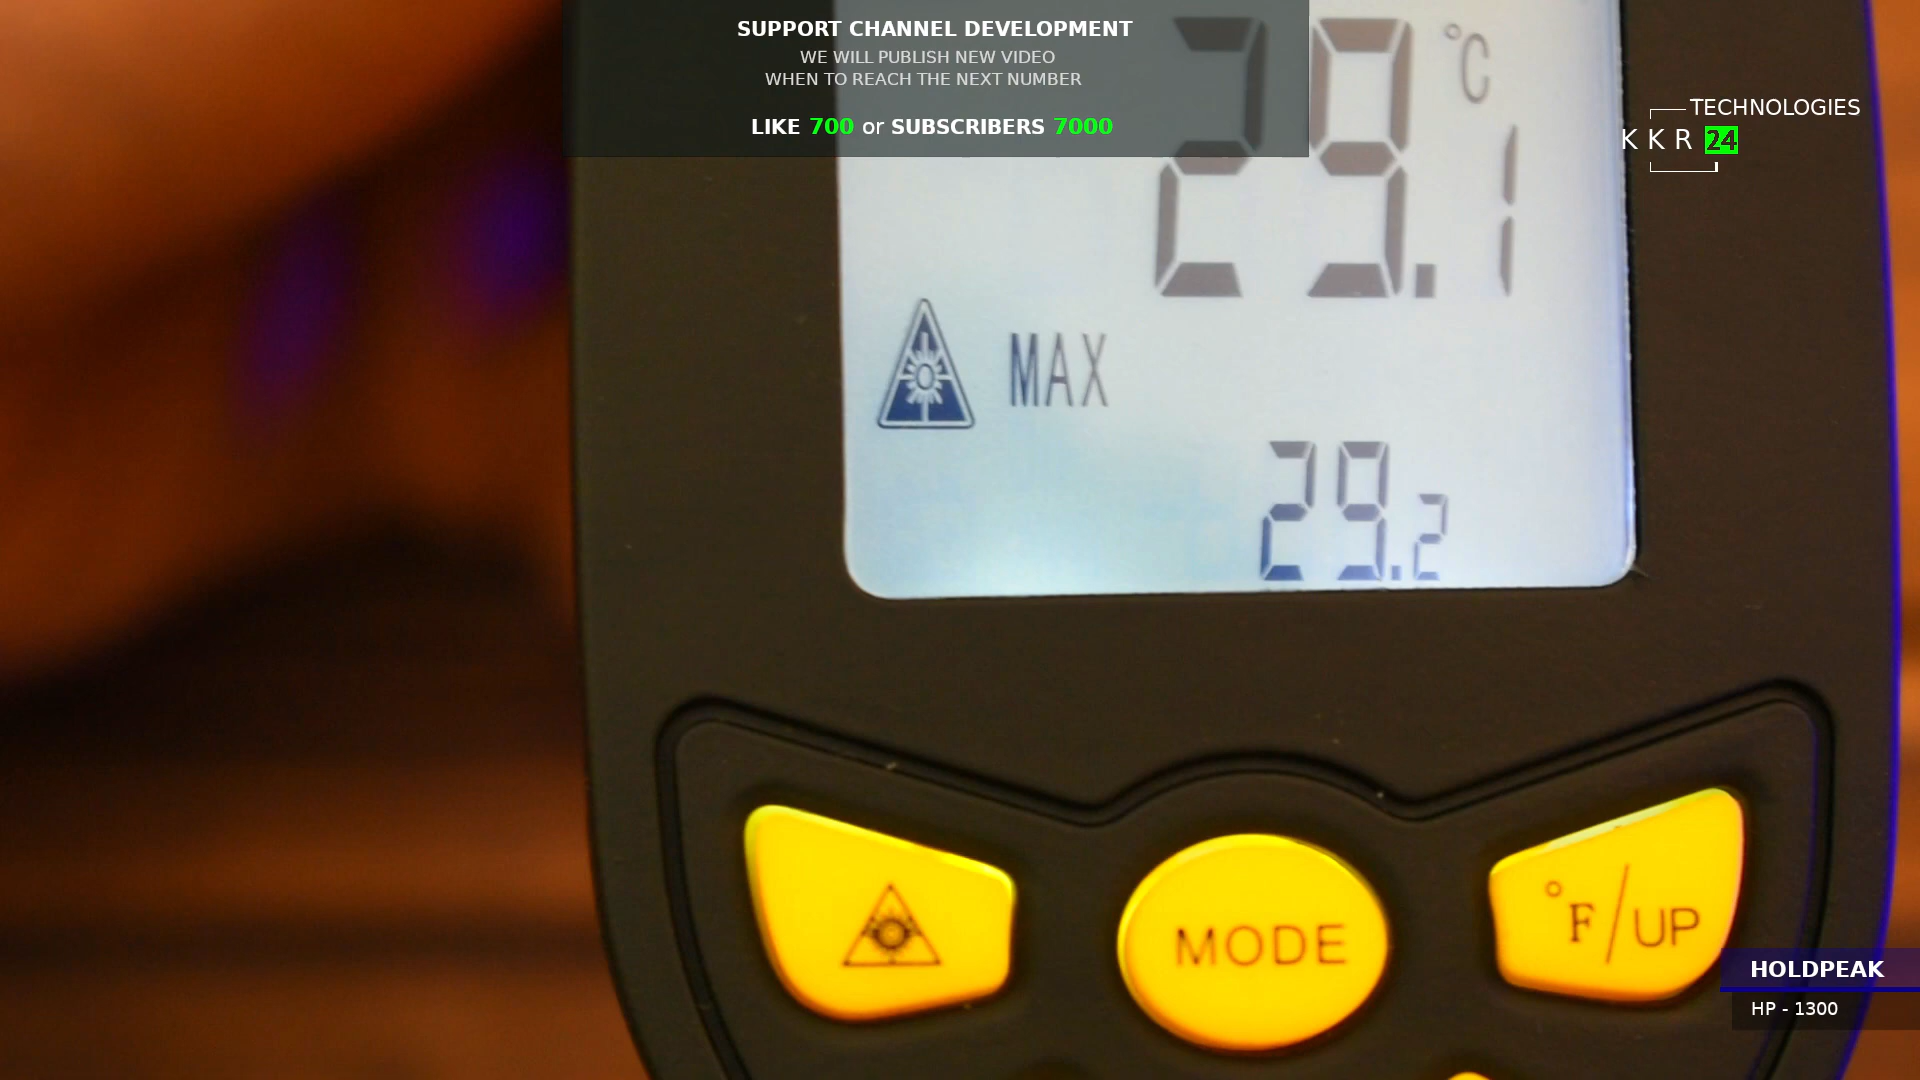 SUPPORT CHANNEL DEVELOPMENT
WE WILL PUBLISH NEW VIDEO
WHEN TO REACH THE NEXT NUMBER
LIKE 700 or SUBSCRIBERS 7000
29.1 °C
TECHNOLOGIES
KKR 24
MAX
29.2
MODE
°F/UP
HOLDPEAK
HP - 1300